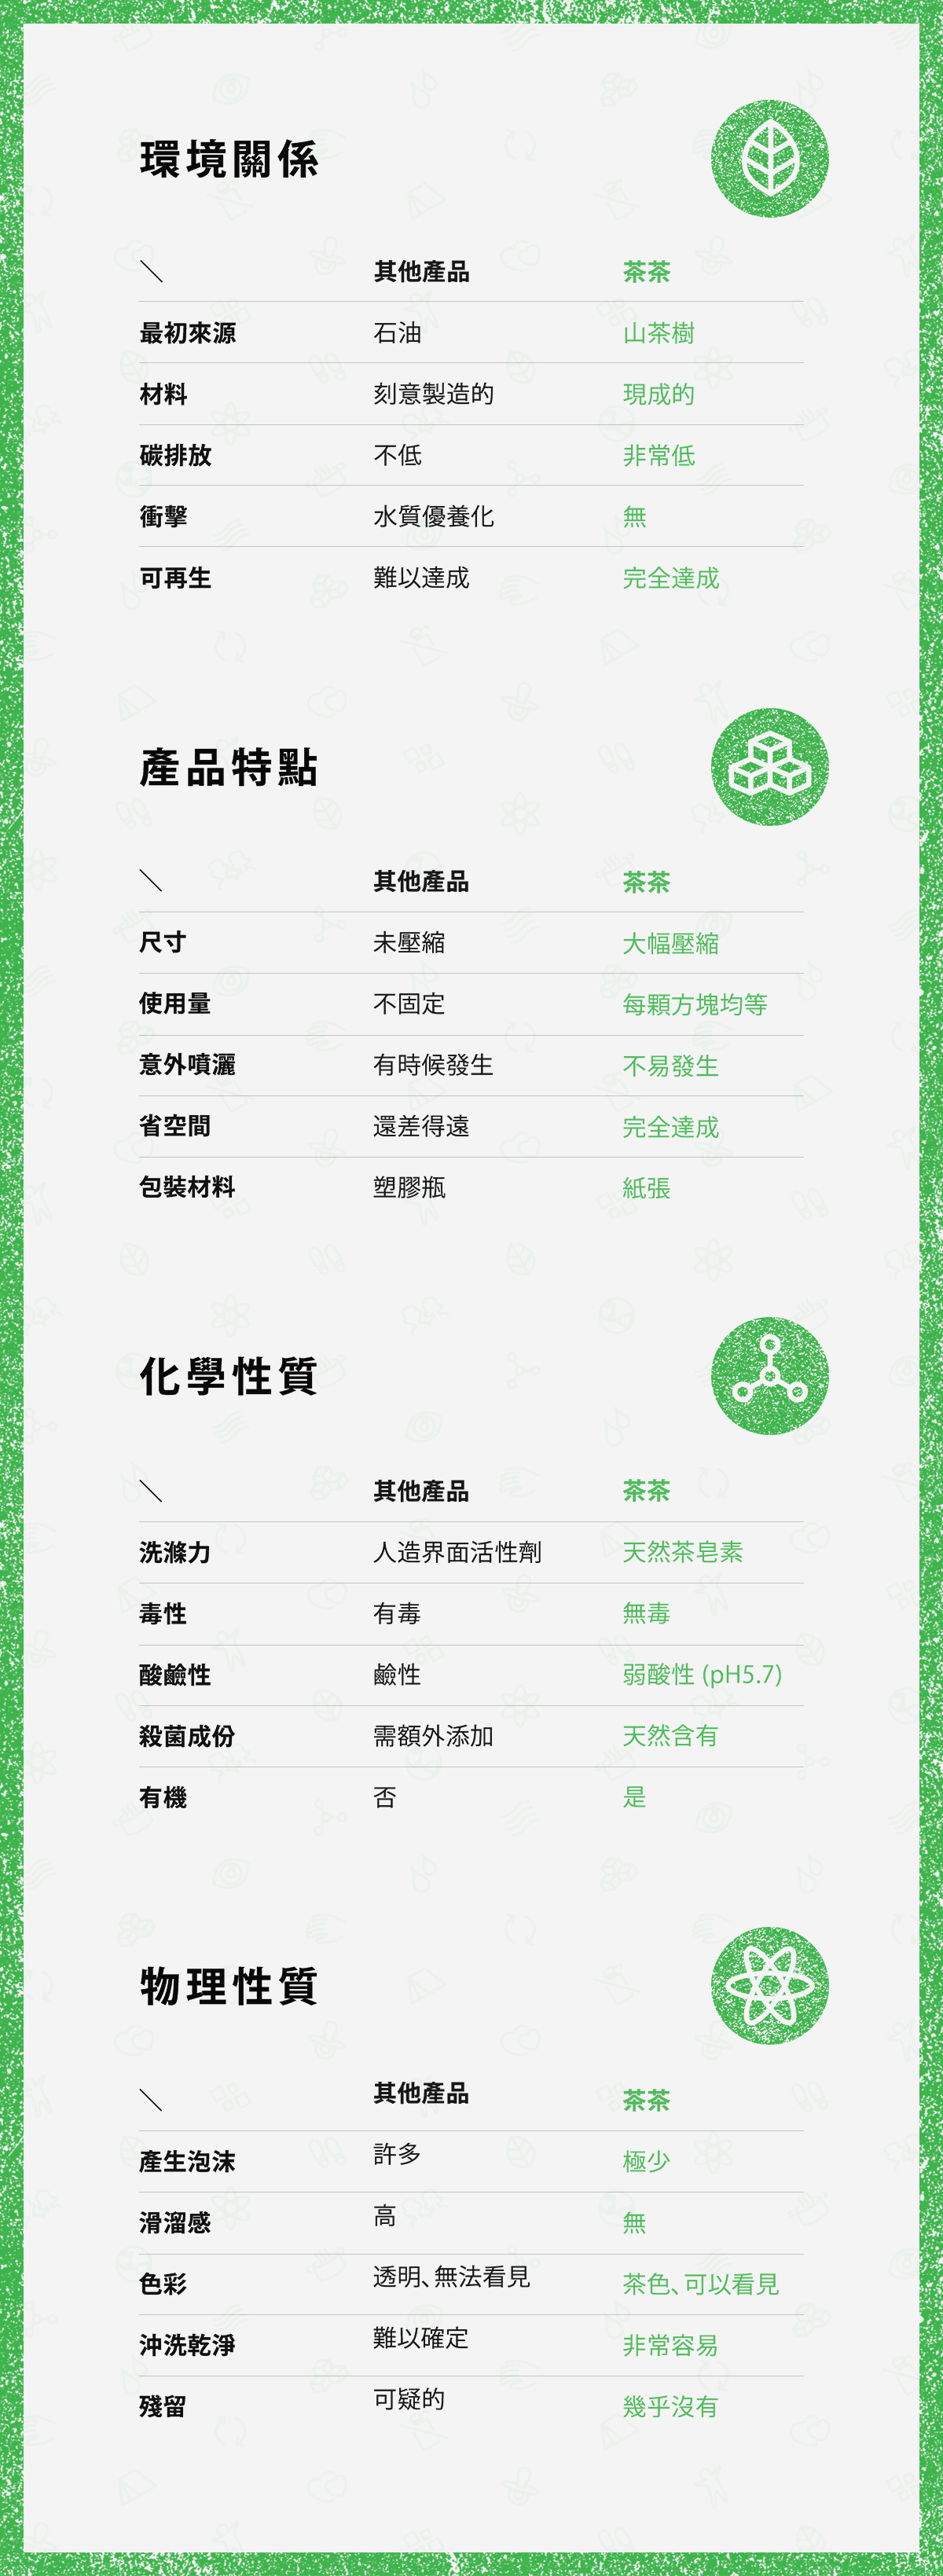 環境關係
＼ 其他產品 茶茶
最初來源 石油 山茶樹
材料 刻意製造的 現成的
碳排放 不低 非常低
衝擊 水質優養化 無
可再生 難以達成 完全達成
產品特點
＼ 其他產品 茶茶
尺寸 未壓縮 大幅壓縮
使用量 不固定 每顆方塊均等
意外噴灑 有時候發生 不易發生
省空間 還差得遠 完全達成
包裝材料 塑膠瓶 紙張
化學性質
＼ 其他產品 茶茶
洗滌力 人造界面活性劑 天然茶皂素
毒性 有毒 無毒
酸鹼性 鹼性 弱酸性 (pH5.7)
殺菌成份 需額外添加 天然含有
有機 否 是
物理性質
＼ 其他產品 茶茶
產生泡沫 許多 極少
滑溜感 高 無
色彩 透明、無法看見 茶色、可以看見
沖洗乾淨 難以確定 非常容易
殘留 可疑的 幾乎沒有